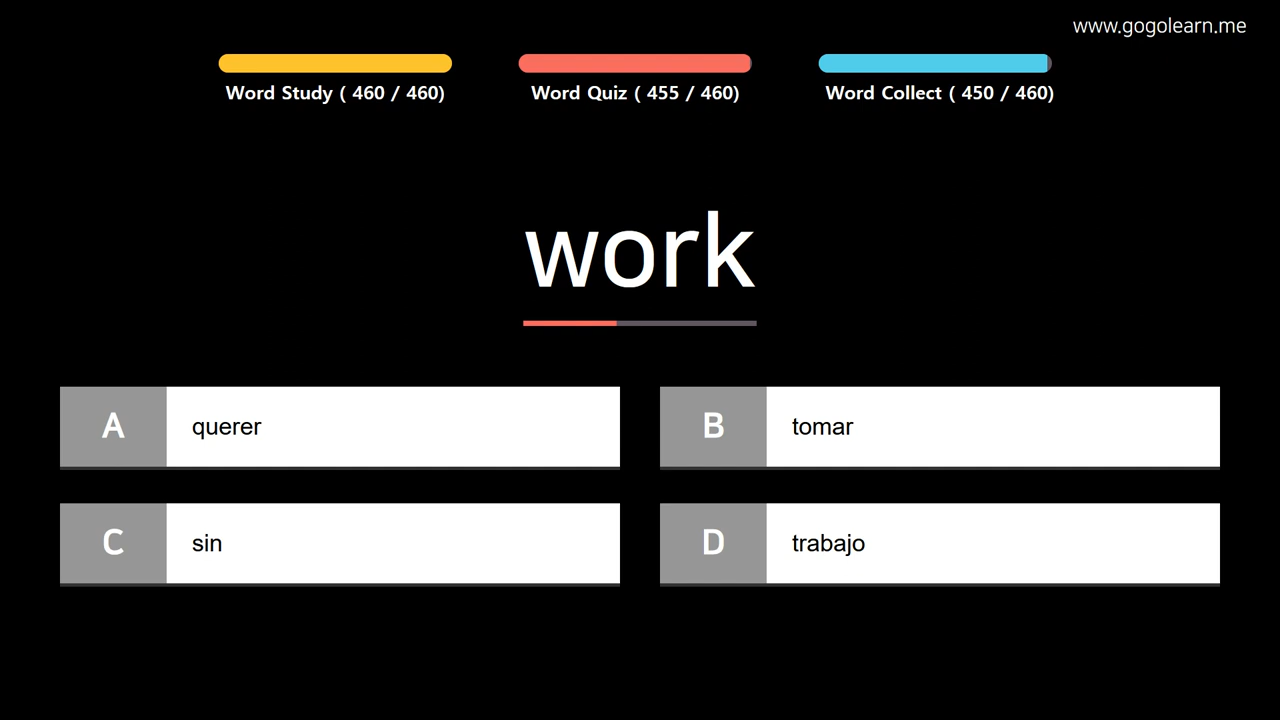 www.gogolearn.me
Word Study ( 460 / 460)
Word Quiz ( 455 / 460)
Word Collect ( 450 / 460)
work
A
querer
B
tomar
C
sin
D
trabajo